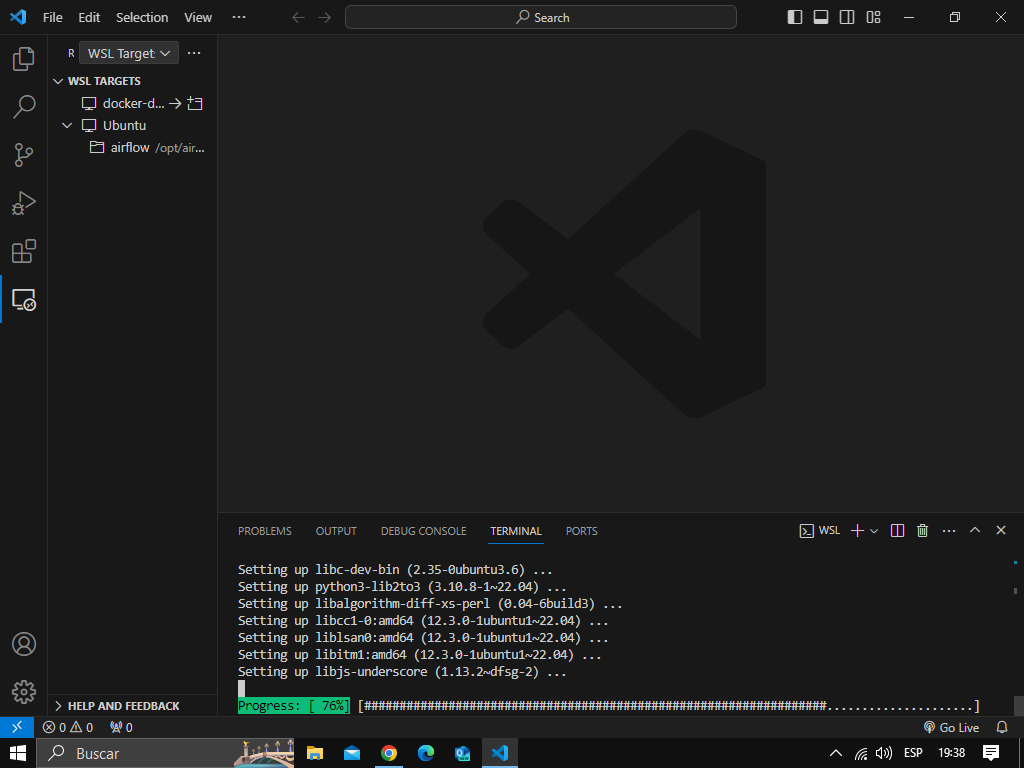 File Edit Selection View ···
Search
R WSL Target:
WSL TARGETS
docker-d...
Ubuntu
airflow /opt/air...
HELP AND FEEDBACK
PROBLEMS OUTPUT DEBUG CONSOLE TERMINAL PORTS
WSL
Setting up libc-dev-bin (2.35-0ubuntu3.6) ...
Setting up python3-lib2to3 (3.10.8-1~22.04) ...
Setting up libalgorithm-diff-xs-perl (0.04-6build3) ...
Setting up libcc1-0:amd64 (12.3.0-1ubuntu1~22.04) ...
Setting up liblsan0:amd64 (12.3.0-1ubuntu1~22.04) ...
Setting up libitm1:amd64 (12.3.0-1ubuntu1~22.04) ...
Setting up libjs-underscore (1.13.2~dfsg-2) ...
Progress: [ 76%] [##################################################################.....................]
0 0 0
Go Live
Buscar
ESP 19:38